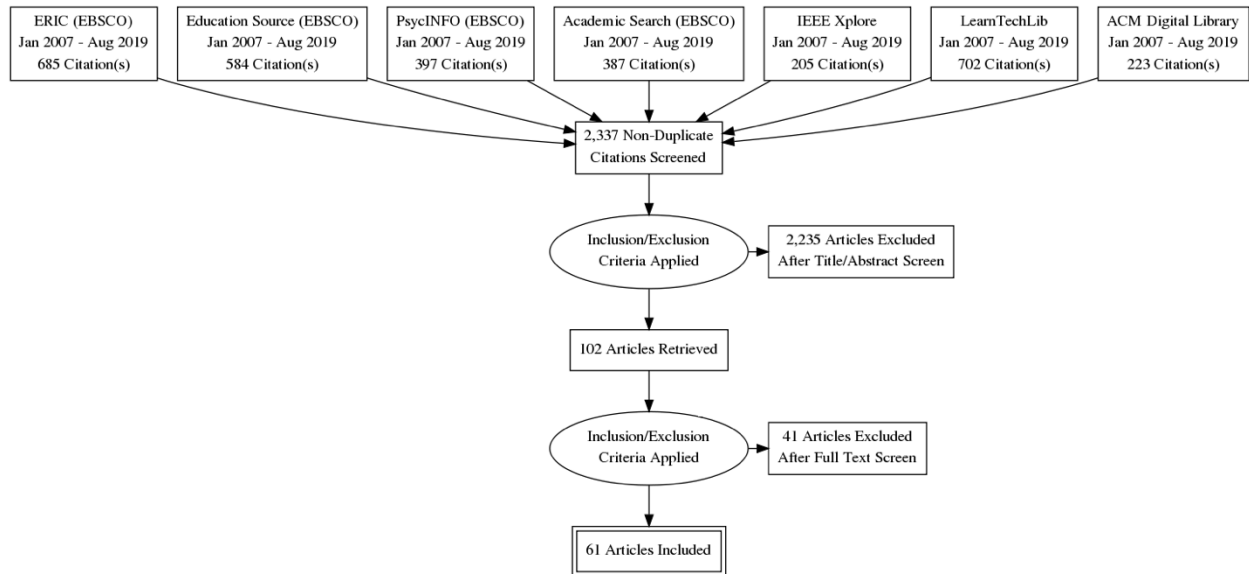 ERIC (EBSCO)
Jan 2007 - Aug 2019
685 Citation(s)
Education Source (EBSCO)
Jan 2007 - Aug 2019
584 Citation(s)
PsycINFO (EBSCO)
Jan 2007 - Aug 2019
397 Citation(s)
Academic Search (EBSCO)
Jan 2007 - Aug 2019
387 Citation(s)
IEEE Xplore
Jan 2007 - Aug 2019
205 Citation(s)
LearnTechLib
Jan 2007 - Aug 2019
702 Citation(s)
ACM Digital Library
Jan 2007 - Aug 2019
223 Citation(s)
2,337 Non-Duplicate
Citations Screened
Inclusion/Exclusion
Criteria Applied
2,235 Articles Excluded
After Title/Abstract Screen
102 Articles Retrieved
Inclusion/Exclusion
Criteria Applied
41 Articles Excluded
After Full Text Screen
61 Articles Included